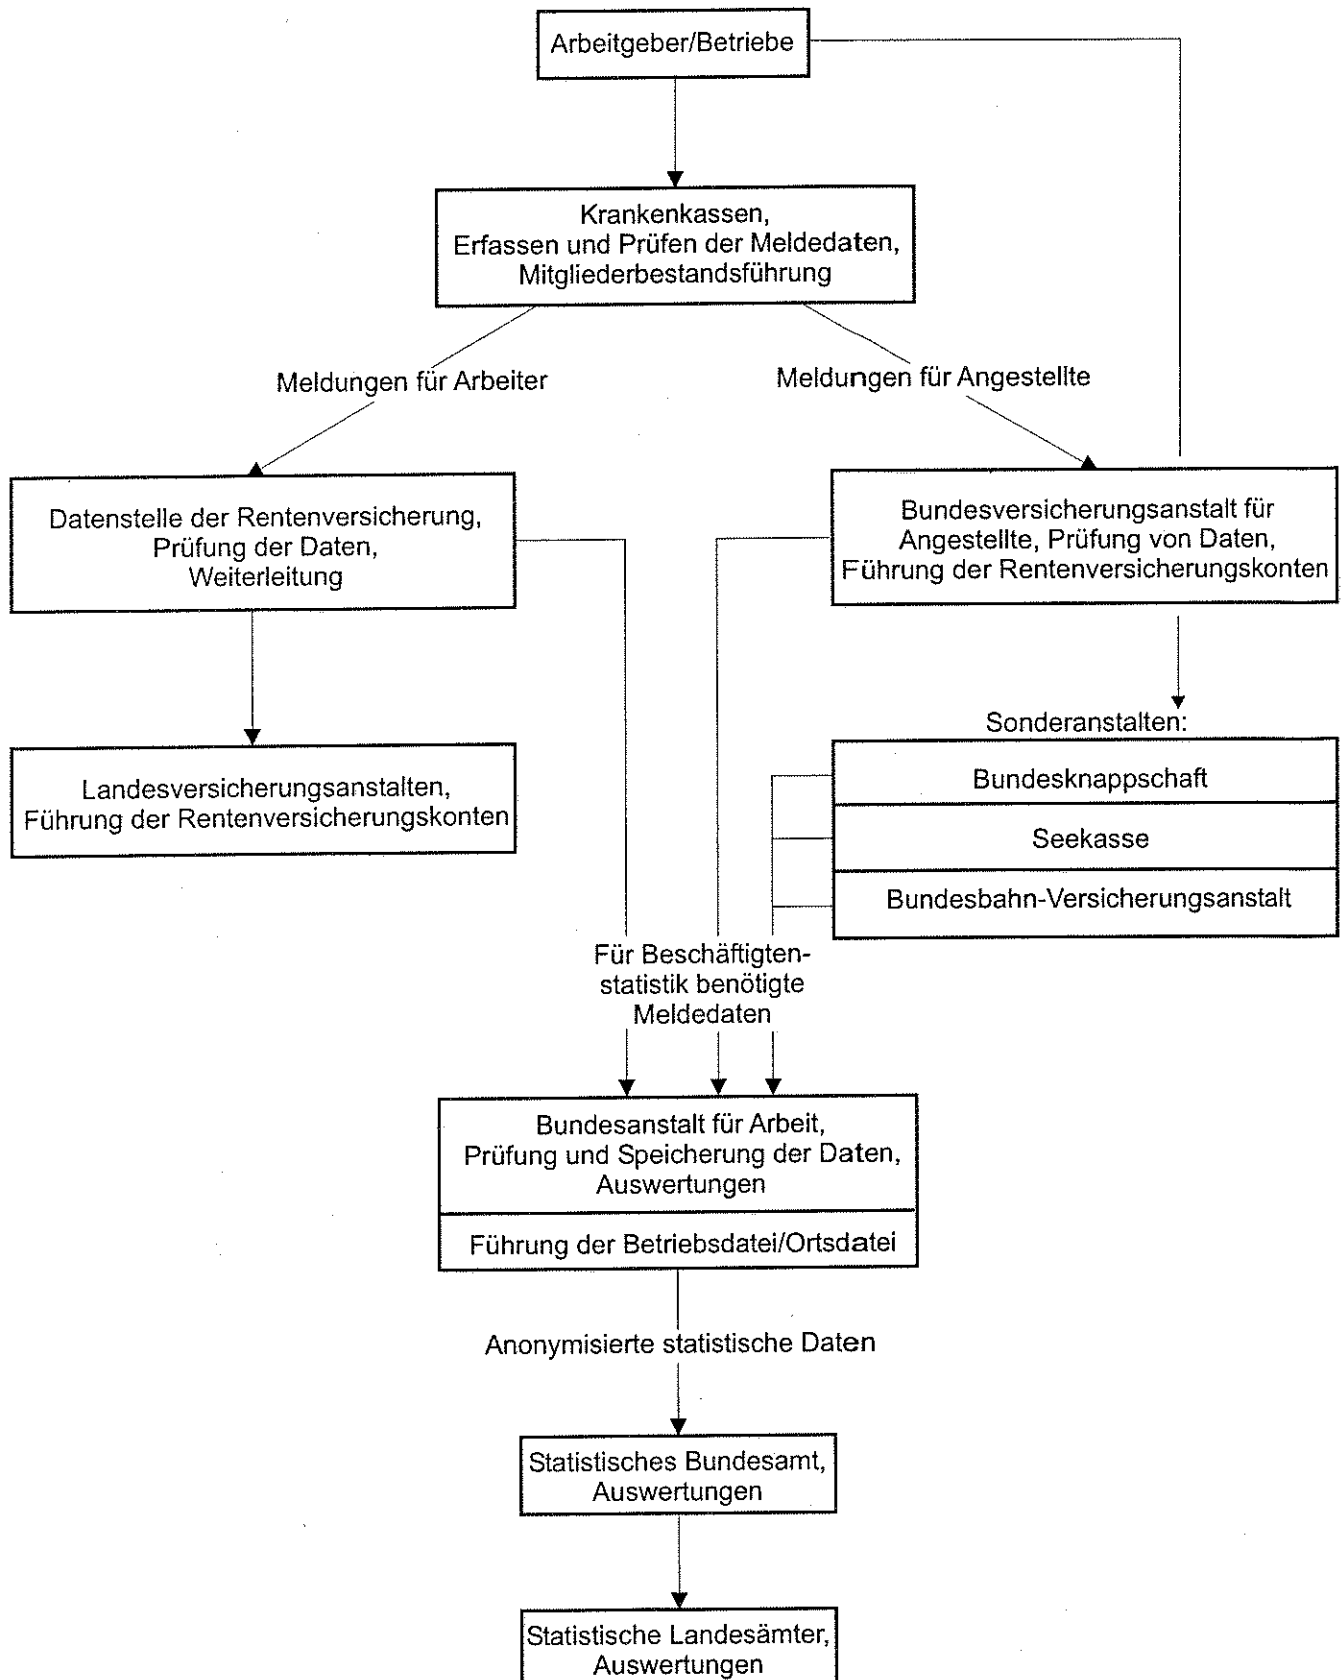 Arbeitgeber/Betriebe
Krankenkassen,
Erfassen und Prüfen der Meldedaten,
Mitgliederbestandsführung
Meldungen für Arbeiter
Meldungen für Angestellte
Datenstelle der Rentenversicherung,
Prüfung der Daten,
Weiterleitung
Bundesversicherungsanstalt für
Angestellte, Prüfung von Daten,
Führung der Rentenversicherungskonten
Landesversicherungsanstalten,
Führung der Rentenversicherungskonten
Sonderanstalten:
Bundesknappschaft
Seekasse
Bundesbahn-Versicherungsanstalt
Für Beschäftigten-
statistik benötigte
Meldedaten
Bundesanstalt für Arbeit,
Prüfung und Speicherung der Daten,
Auswertungen
Führung der Betriebsdatei/Ortsdatei
Anonymisierte statistische Daten
Statistisches Bundesamt,
Auswertungen
Statistische Landesämter,
Auswertungen